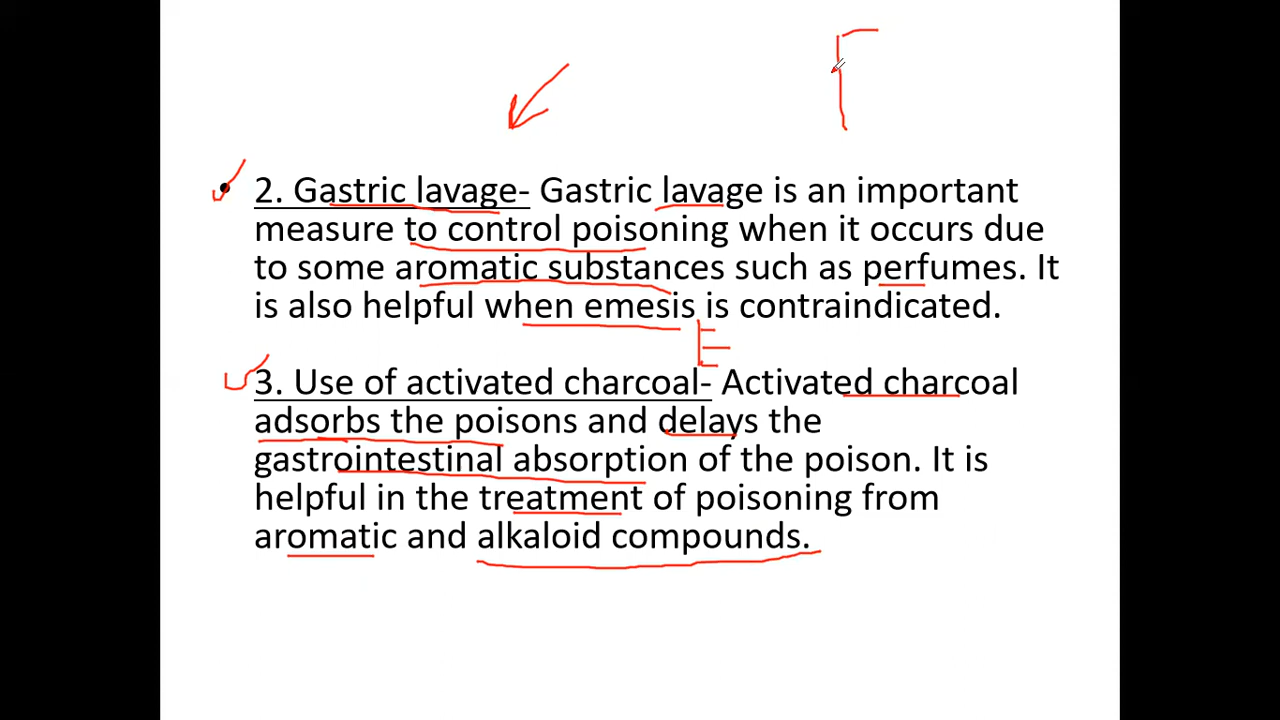 • 2. Gastric lavage- Gastric lavage is an important
measure to control poisoning when it occurs due
to some aromatic substances such as perfumes. It
is also helpful when emesis is contraindicated.
E
3. Use of activated charcoal- Activated charcoal
adsorbs the poisons and delays the
gastrointestinal absorption of the poison. It is
helpful in the treatment of poisoning from
aromatic and alkaloid compounds.